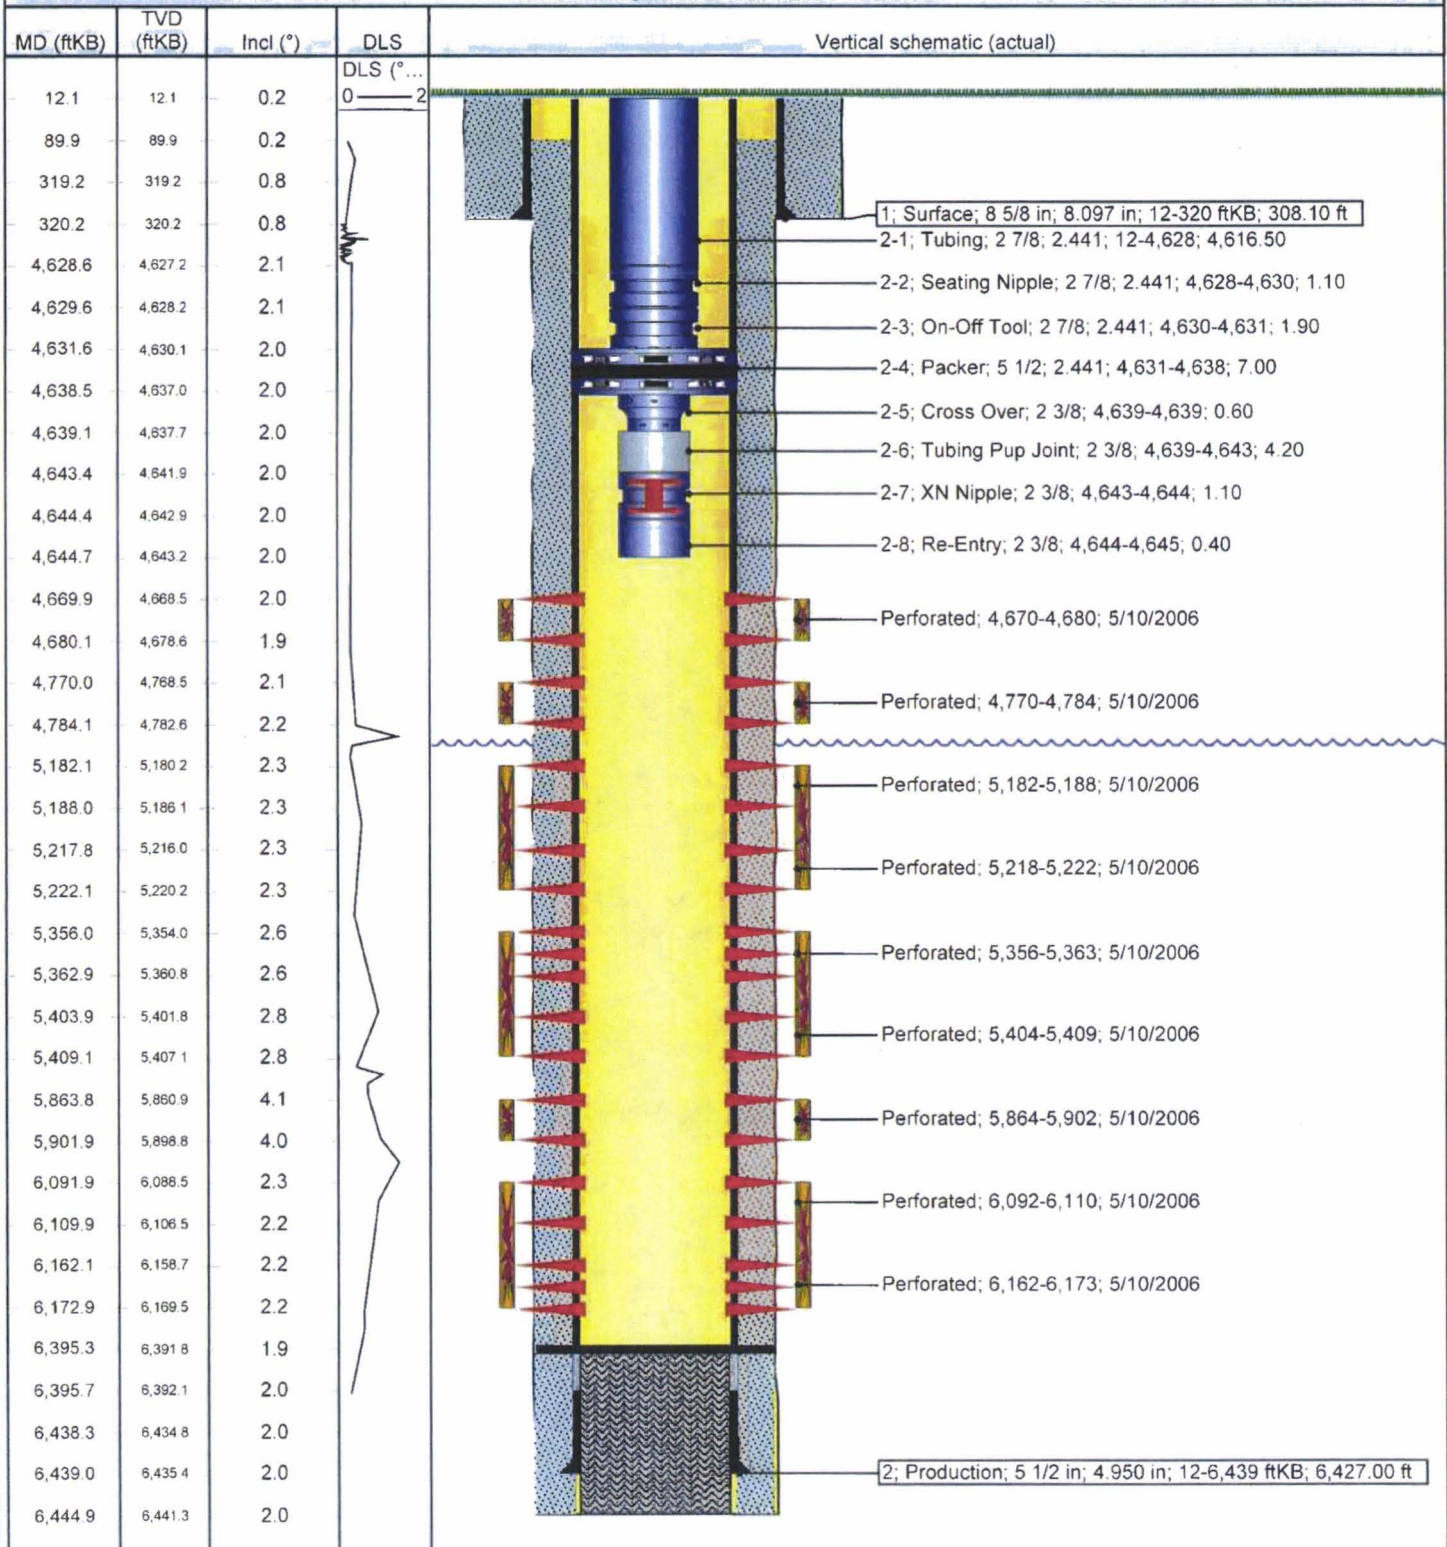 MD (ftKB) TVD (ftKB) Incl (°) DLS Vertical schematic (actual)
DLS (°...
0 2
12.1 12.1 0.2
89.9 89.9 0.2
319.2 319.2 0.8
320.2 320.2 0.8
4,628.6 4,627.2 2.1
4,629.6 4,628.2 2.1
4,631.6 4,630.1 2.0
4,638.5 4,637.0 2.0
4,639.1 4,637.7 2.0
4,643.4 4,641.9 2.0
4,644.4 4,642.9 2.0
4,644.7 4,643.2 2.0
4,669.9 4,668.5 2.0
4,680.1 4,678.6 1.9
4,770.0 4,768.5 2.1
4,784.1 4,782.6 2.2
5,182.1 5,180.2 2.3
5,188.0 5,186.1 2.3
5,217.8 5,216.0 2.3
5,222.1 5,220.2 2.3
5,356.0 5,354.0 2.6
5,362.9 5,360.8 2.6
5,403.9 5,401.8 2.8
5,409.1 5,407.1 2.8
5,863.8 5,860.9 4.1
5,901.9 5,898.8 4.0
6,091.9 6,088.5 2.3
6,109.9 6,106.5 2.2
6,162.1 6,158.7 2.2
6,172.9 6,169.5 2.2
6,395.3 6,391.8 1.9
6,395.7 6,392.1 2.0
6,438.3 6,434.8 2.0
6,439.0 6,435.4 2.0
6,444.9 6,441.3 2.0
1; Surface; 8 5/8 in; 8.097 in; 12-320 ftKB; 308.10 ft
2-1; Tubing; 2 7/8; 2.441; 12-4,628; 4,616.50
2-2; Seating Nipple; 2 7/8; 2.441; 4,628-4,630; 1.10
2-3; On-Off Tool; 2 7/8; 2.441; 4,630-4,631; 1.90
2-4; Packer; 5 1/2; 2.441; 4,631-4,638; 7.00
2-5; Cross Over; 2 3/8; 4,639-4,639; 0.60
2-6; Tubing Pup Joint; 2 3/8; 4,639-4,643; 4.20
2-7; XN Nipple; 2 3/8; 4,643-4,644; 1.10
2-8; Re-Entry; 2 3/8; 4,644-4,645; 0.40
Perforated; 4,670-4,680; 5/10/2006
Perforated; 4,770-4,784; 5/10/2006
Perforated; 5,182-5,188; 5/10/2006
Perforated; 5,218-5,222; 5/10/2006
Perforated; 5,356-5,363; 5/10/2006
Perforated; 5,404-5,409; 5/10/2006
Perforated; 5,864-5,902; 5/10/2006
Perforated; 6,092-6,110; 5/10/2006
Perforated; 6,162-6,173; 5/10/2006
2; Production; 5 1/2 in; 4.950 in; 12-6,439 ftKB; 6,427.00 ft